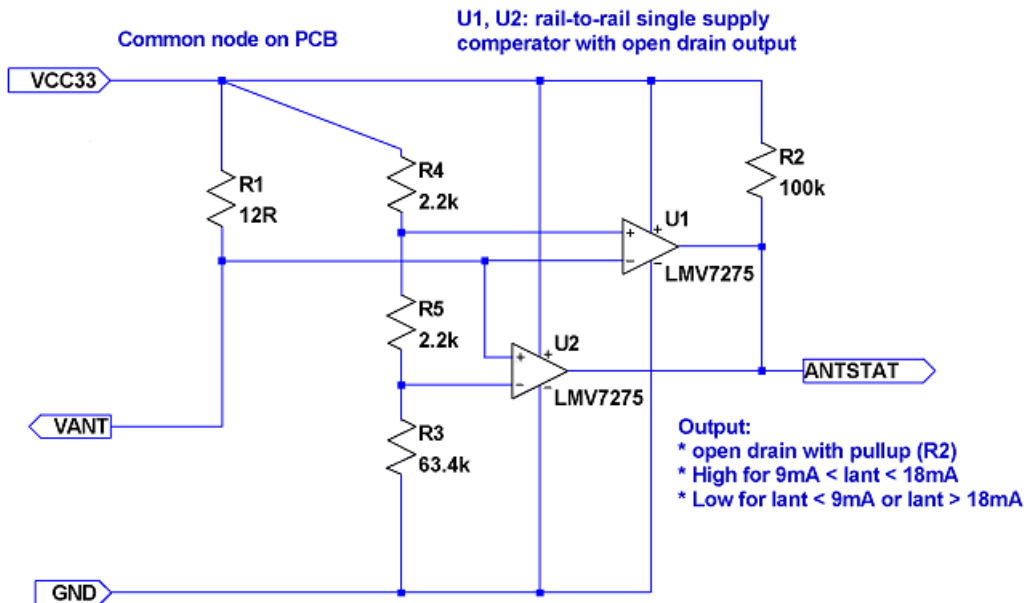 U1, U2: rail-to-rail single supply
comperator with open drain output
Common node on PCB
VCC33
R1
12R
R4
2.2k
R2
100k
+
-
+
-
U1
LMV7275
R5
2.2k
+
-
+
-
U2
LMV7275
ANTSTAT
VANT
R3
63.4k
Output:
* open drain with pullup (R2)
* High for 9mA < Iant < 18mA
* Low for Iant < 9mA or Iant > 18mA
GND